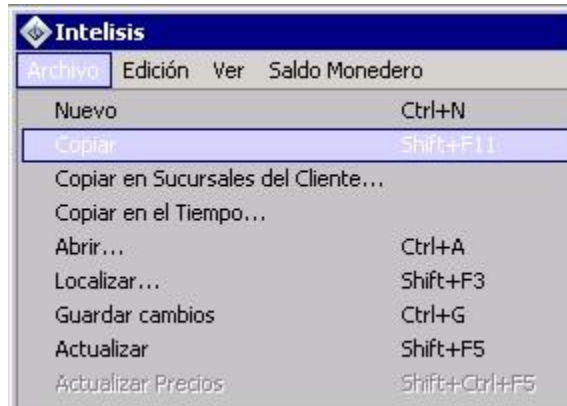 Intelisis
Archivo Edición Ver Saldo Monedero
Nuevo Ctrl+N
Copiar Shift+F11
Copiar en Sucursales del Cliente...
Copiar en el Tiempo...
Abrir... Ctrl+A
Localizar... Shift+F3
Guardar cambios Ctrl+G
Actualizar Shift+F5
Actualizar Precios Shift+Ctrl+F5